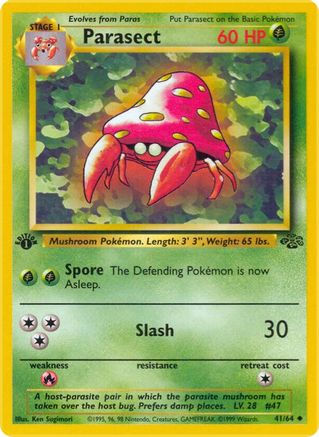 Evolves from Paras Put Parasect on the Basic Pokémon
STAGE 1
Parasect 60 HP
EDITION 1
Mushroom Pokémon. Length: 3' 3", Weight: 65 lbs.
Spore The Defending Pokémon is now
Asleep.
Slash 30
weakness resistance retreat cost
A host-parasite pair in which the parasite mushroom has
taken over the host bug. Prefers damp places. LV. 28 #47
Illus. Ken Sugimori ©1995, 96, 98 Nintendo, Creatures, GAMEFREAK. ©1999 Wizards. 41/64